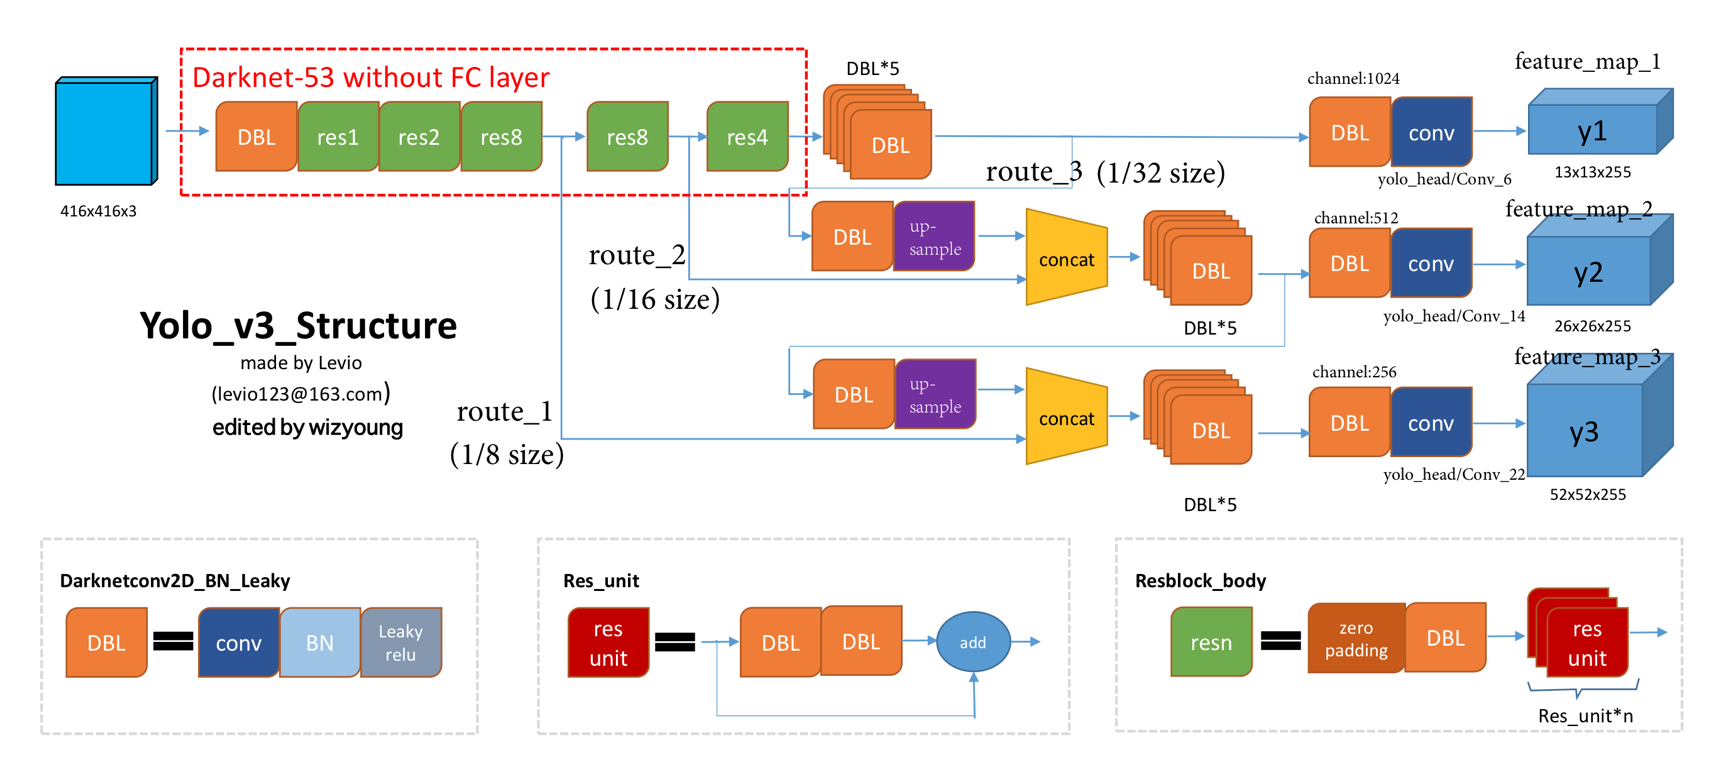 Darknet-53 without FC layer
DBL
res1
res2
res8
res8
res4
416x416x3
DBL*5
DBL
channel:1024
DBL
conv
yolo_head/Conv_6
feature_map_1
y1
13x13x255
route_3 (1/32 size)
DBL
up-
sample
concat
DBL
DBL*5
channel:512
DBL
conv
yolo_head/Conv_14
feature_map_2
y2
26x26x255
route_2
(1/16 size)
Yolo_v3_Structure
made by Levio
(levio123@163.com)
edited by wizyoung
route_1
(1/8 size)
DBL
up-
sample
concat
DBL
DBL*5
channel:256
DBL
conv
yolo_head/Conv_22
feature_map_3
y3
52x52x255
Darknetconv2D_BN_Leaky
DBL
conv
BN
Leaky
relu
Res_unit
res
unit
DBL
DBL
add
Resblock_body
resn
zero
padding
DBL
res
unit
Res_unit*n